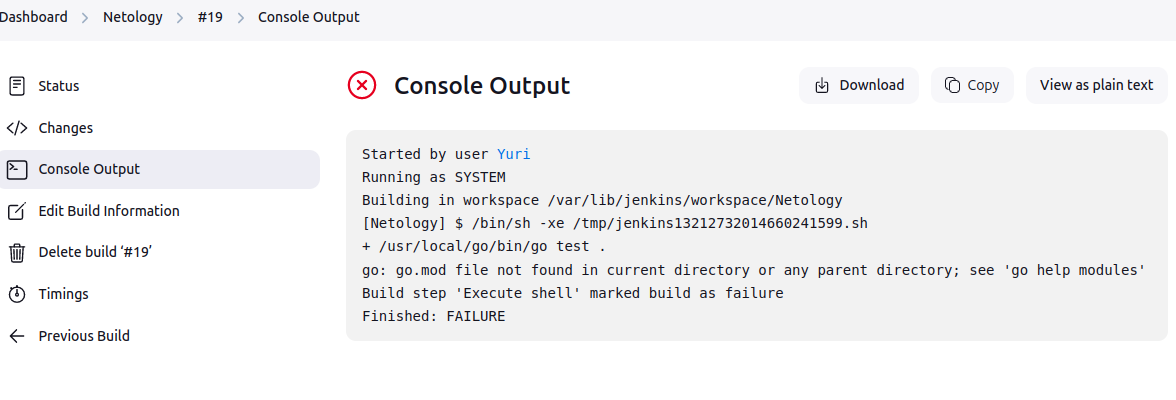 Dashboard > Netology > #19 > Console Output
Status
Changes
Console Output
Edit Build Information
Delete build ‘#19’
Timings
Previous Build
Console Output
Download
Copy
View as plain text
Started by user Yuri
Running as SYSTEM
Building in workspace /var/lib/jenkins/workspace/Netology
[Netology] $ /bin/sh -xe /tmp/jenkins13212732014660241599.sh
+ /usr/local/go/bin/go test .
go: go.mod file not found in current directory or any parent directory; see 'go help modules'
Build step 'Execute shell' marked build as failure
Finished: FAILURE